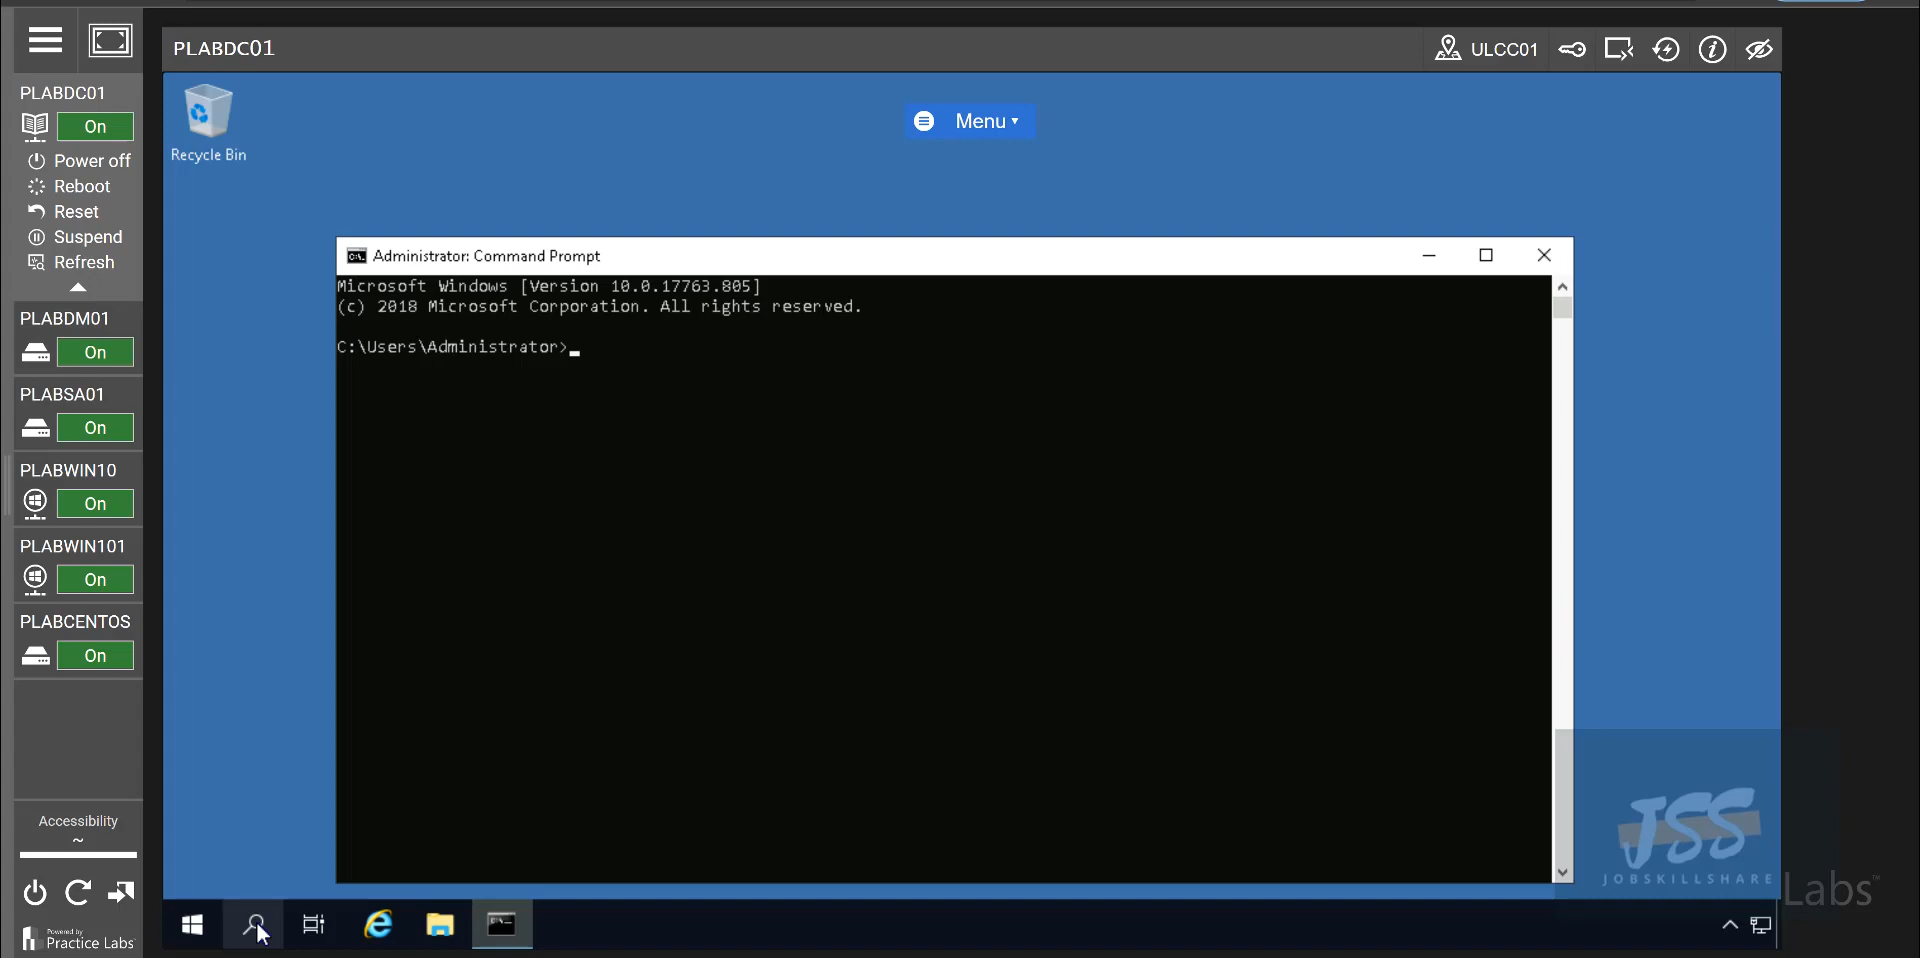 PLABDC01
ULCC01
PLABDC01
On
Power off
Reboot
Reset
Suspend
Refresh
PLABDM01
On
PLABSA01
On
PLABWIN10
On
PLABWIN101
On
PLABCENTOS
On
Accessibility
~
Powered by
Practice Labs
Recycle Bin
Menu
Administrator: Command Prompt
Microsoft Windows [Version 10.0.17763.805]
(c) 2018 Microsoft Corporation. All rights reserved.
C:\Users\Administrator>
JSS
JOBSKILLSHARE
Labs™